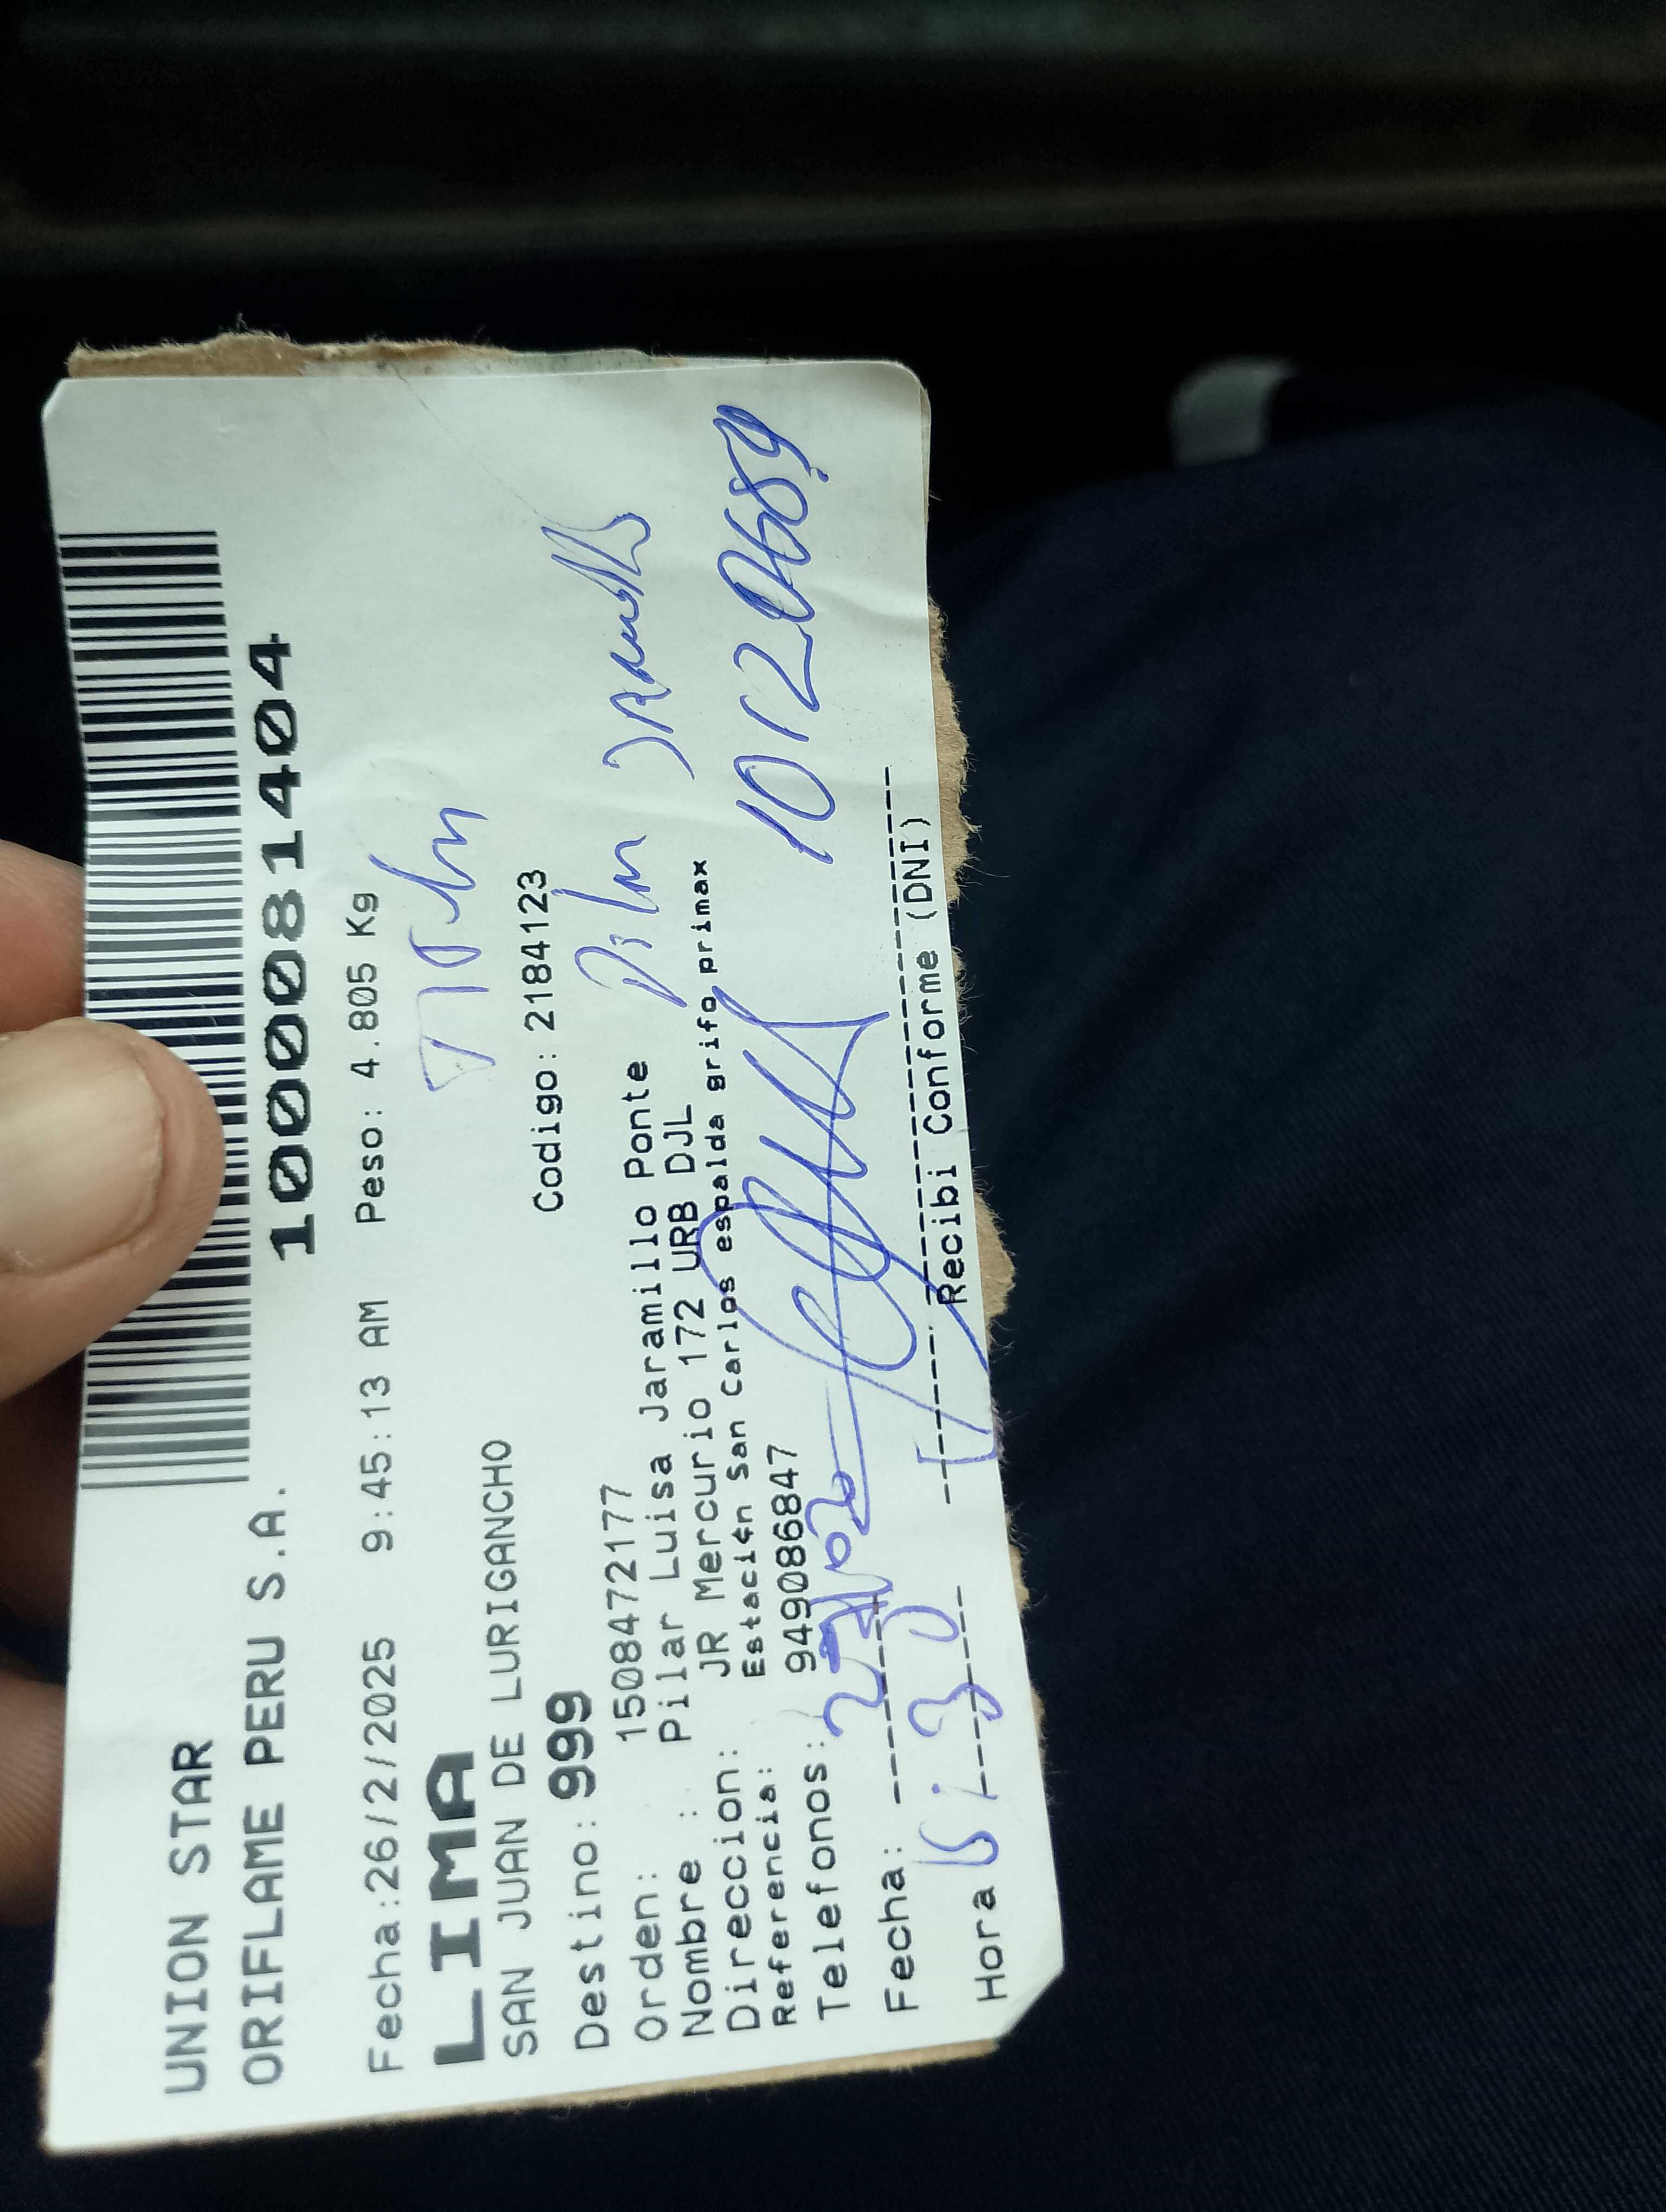 UNION STAR
ORIFLAME PERU S.A.
1000081404
Fecha:26/2/2025 9:45:13 AM Peso: 4.805 Kg
LIMA
SAN JUAN DE LURIGANCHO
Destino: 999 Codigo: 2184123
Orden: 1508472177
Nombre : Pilar Luisa Jaramillo Ponte
Direccion: JR Mercurio 172 URB DJL
Referencia: Estación San Carlos espalda grifo primax
Telefonos: 949086847
10120689
Fecha:
Hora
Recibi Conforme (DNI)